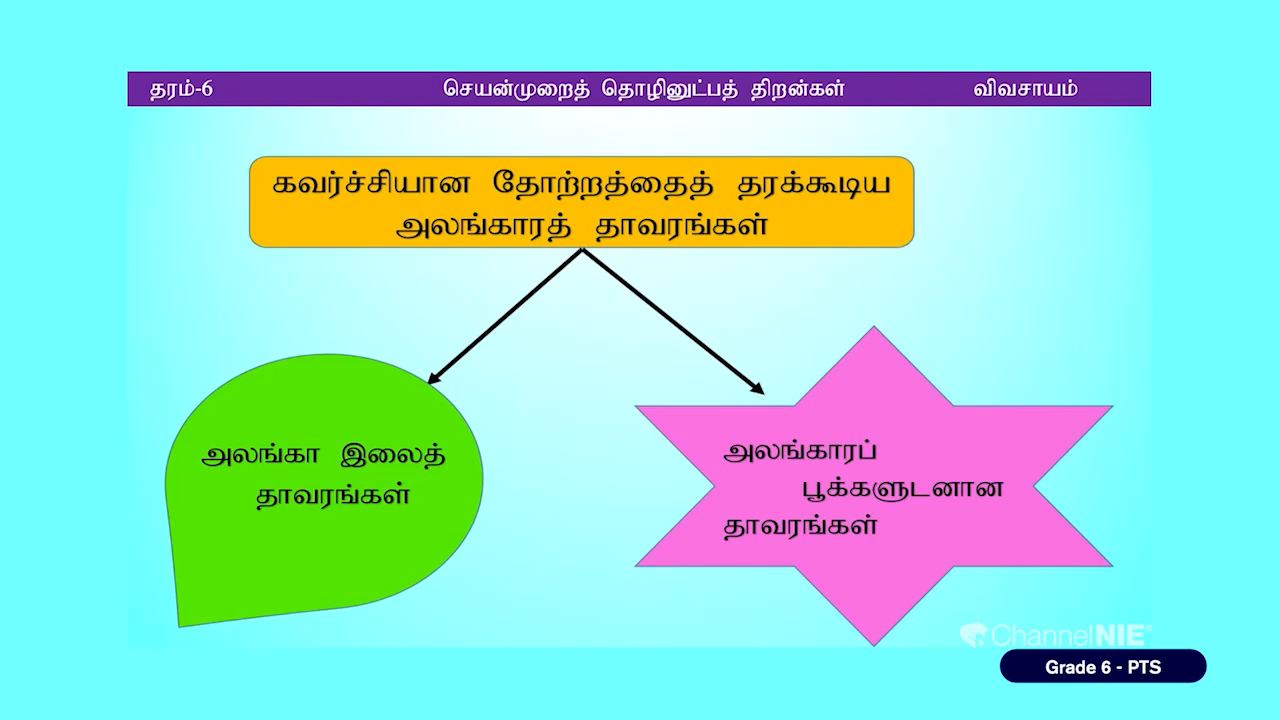 தரம்-6 செயன்முறைத் தொழினுட்பத் திறன்கள் விவசாயம்
கவர்ச்சியான தோற்றத்தைத் தரக்கூடிய
அலங்காரத் தாவரங்கள்
அலங்கா இலைத்
தாவரங்கள்
அலங்காரப்
பூக்களுடனான
தாவரங்கள்
ChannelNIE
Grade 6 - PTS